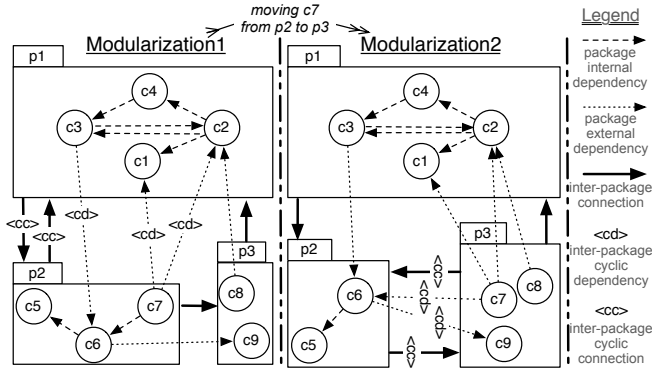 moving c7
from p2 to p3
Modularization1
Modularization2
Legend
p1
c4
c3
c2
c1
<cc>
<cc>
<cd>
<cd>
<cd>
p2
p3
c5
c7
c8
c6
c9
p1
c4
c3
c2
c1
p2
p3
<cc>
c6
c7
c8
<cd>
<cd>
c5
c9
<cc>
package
internal
dependency
package
external
dependency
inter-package
connection
<cd>
inter-package
cyclic
dependency
<cc>
inter-package
cyclic
connection